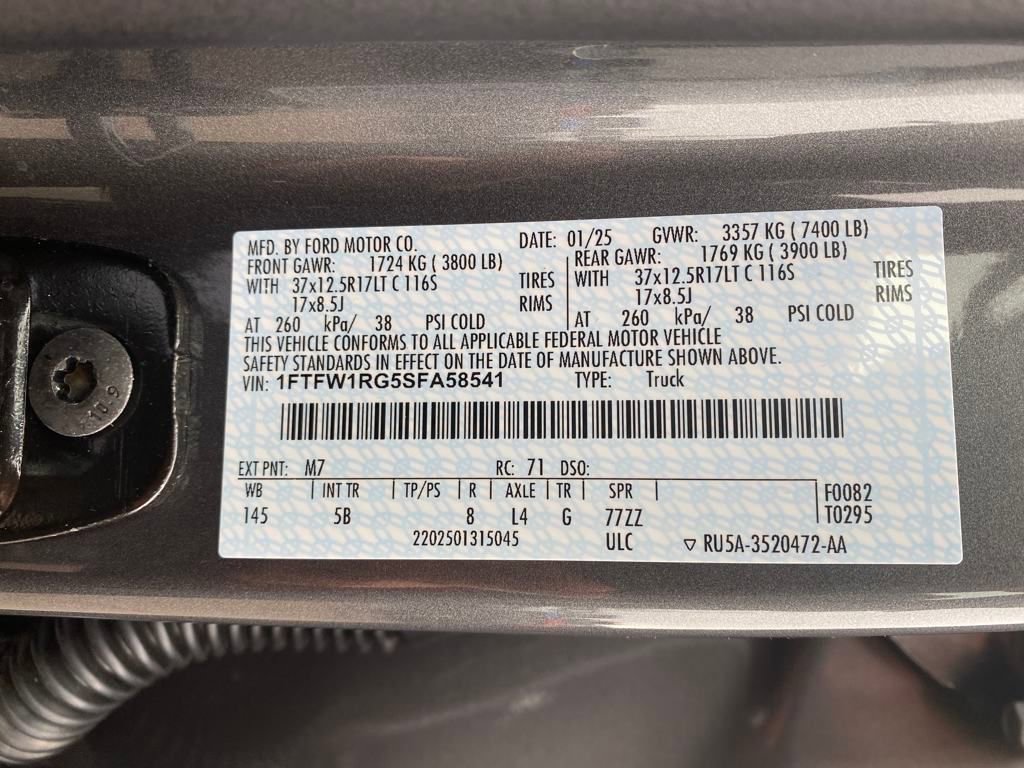 MFD. BY FORD MOTOR CO. DATE: 01/25 GVWR: 3357 KG ( 7400 LB)
FRONT GAWR: 1724 KG ( 3800 LB) REAR GAWR: 1769 KG ( 3900 LB)
WITH 37x12.5R17LT C 116S TIRES WITH 37x12.5R17LT C 116S TIRES
17x8.5J RIMS 17x8.5J RIMS
AT 260 kPa/ 38 PSI COLD AT 260 kPa/ 38 PSI COLD
THIS VEHICLE CONFORMS TO ALL APPLICABLE FEDERAL MOTOR VEHICLE
SAFETY STANDARDS IN EFFECT ON THE DATE OF MANUFACTURE SHOWN ABOVE.
VIN: 1FTFW1RG5SFA58541 TYPE: Truck
EXT PNT: M7 RC: 71 DSO:
WB INT TR TP/PS R AXLE TR SPR F0082
145 5B 8 L4 G 77ZZ T0295
2202501315045 ULC ▽ RU5A-3520472-AA
10.9